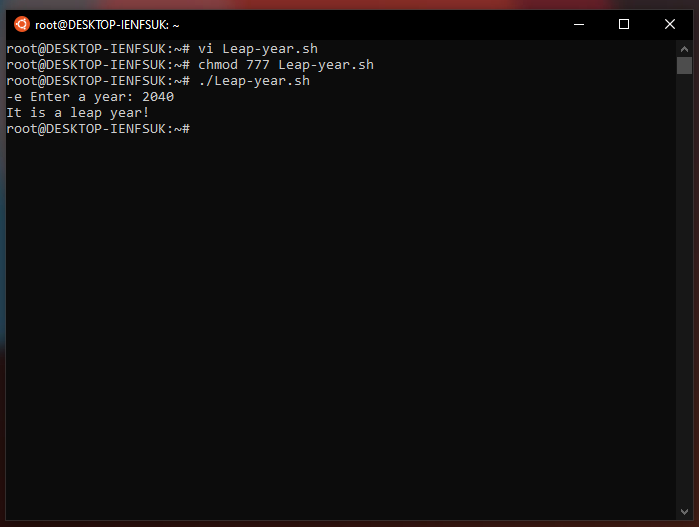 root@DESKTOP-IENFSUK: ~
root@DESKTOP-IENFSUK:~# vi Leap-year.sh
root@DESKTOP-IENFSUK:~# chmod 777 Leap-year.sh
root@DESKTOP-IENFSUK:~# ./Leap-year.sh
-e Enter a year: 2040
It is a leap year!
root@DESKTOP-IENFSUK:~#